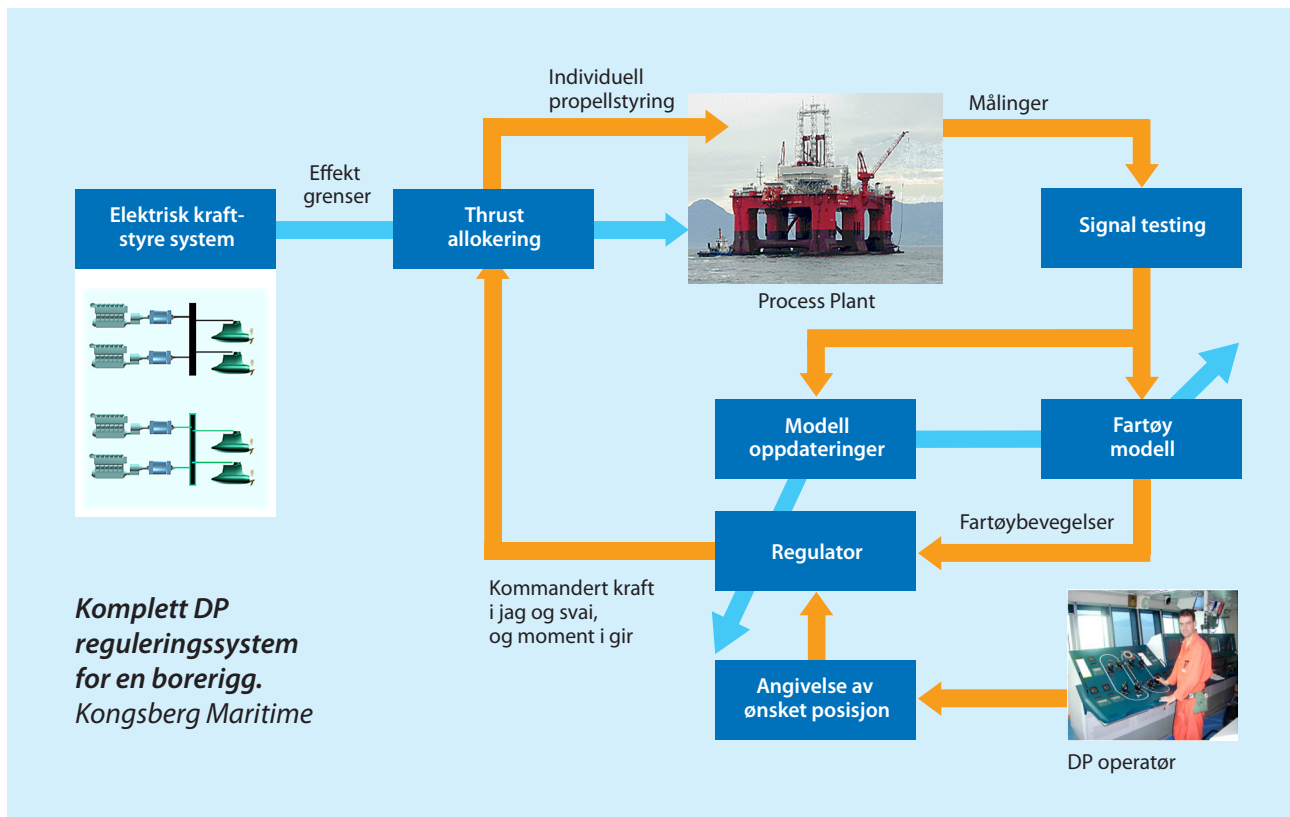 Individuell
propellstyring
Målinger
Effekt
grenser
Elektrisk kraft-
styre system
Thrust
allokering
Signal testing
Process Plant
Modell
oppdateringer
Fartøy
modell
Fartøybevegelser
Regulator
Kommandert kraft
i jag og svai,
og moment i gir
Komplett DP
reguleringssystem
for en borerigg.
Kongsberg Maritime
Angivelse av
ønsket posisjon
DP operatør